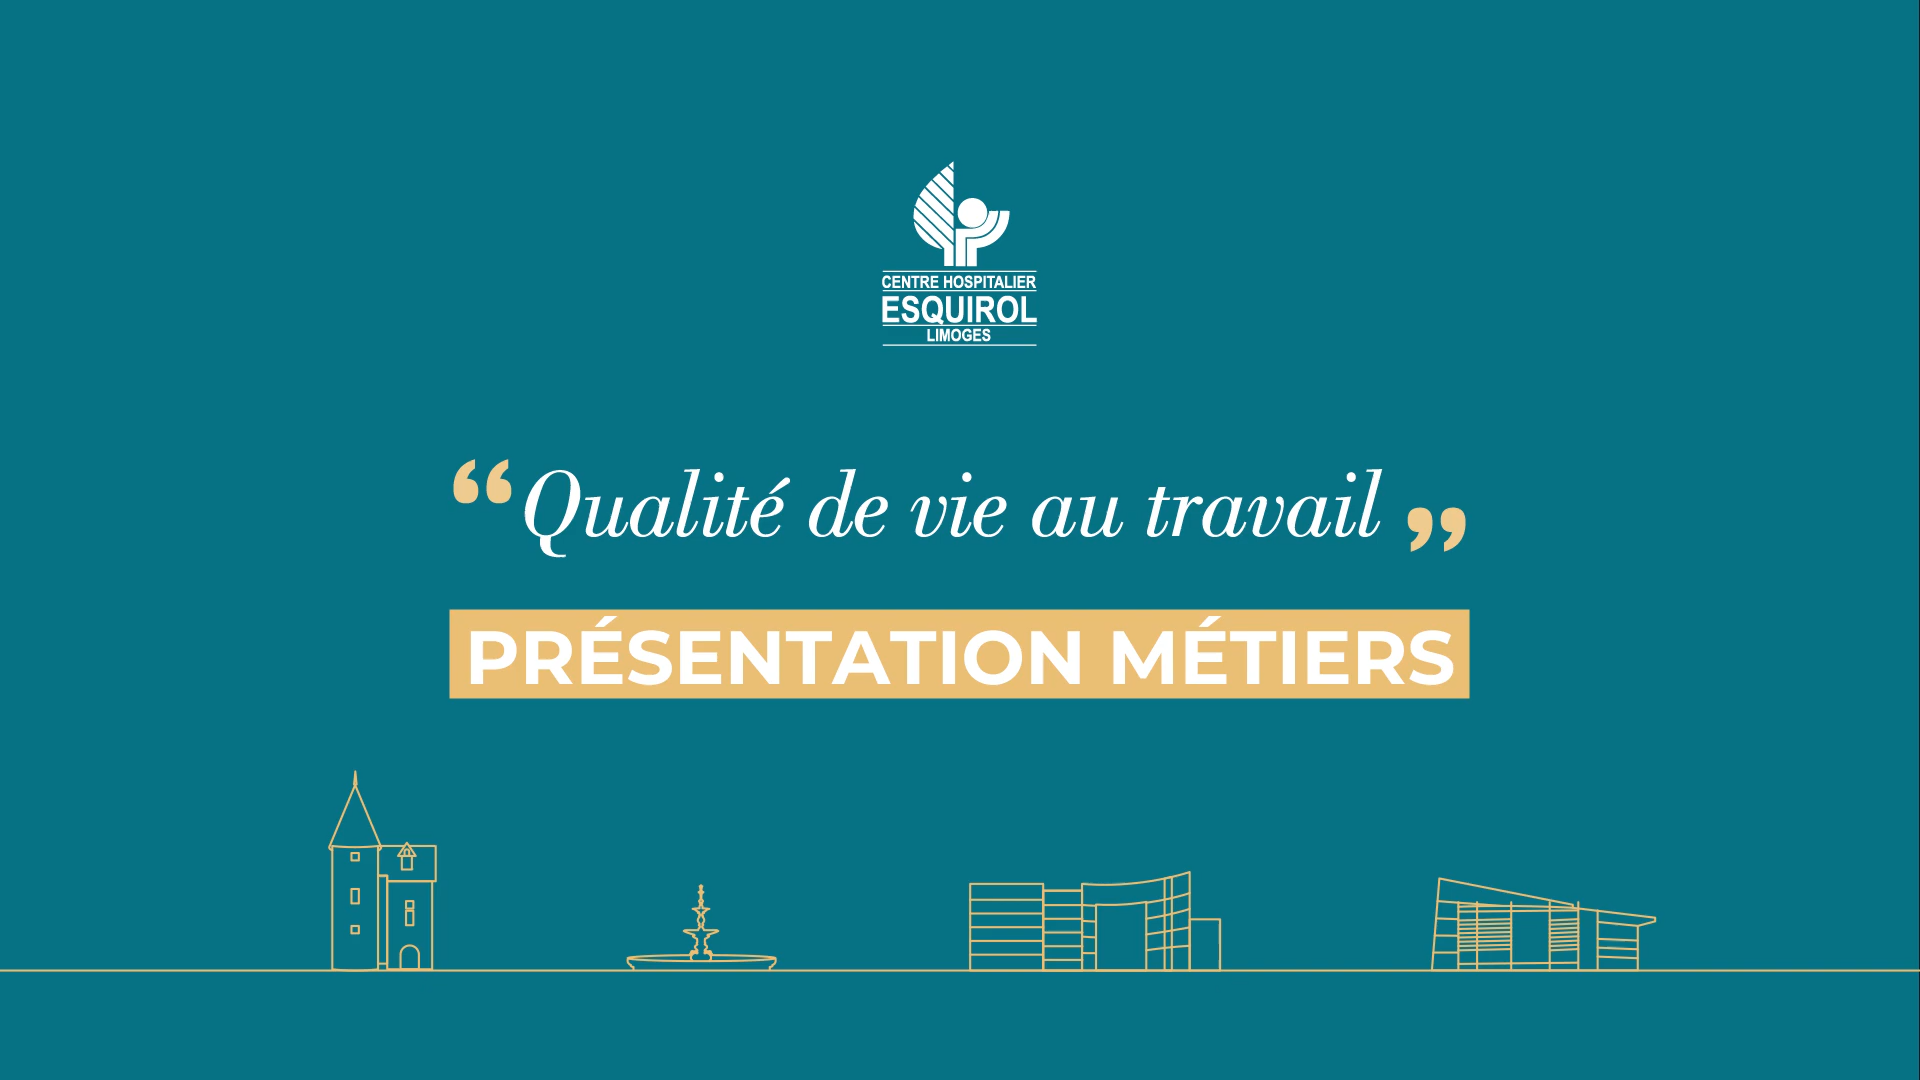 CENTRE HOSPITALIER
ESQUIROL
LIMOGES
“Qualité de vie au travail”
PRÉSENTATION MÉTIERS